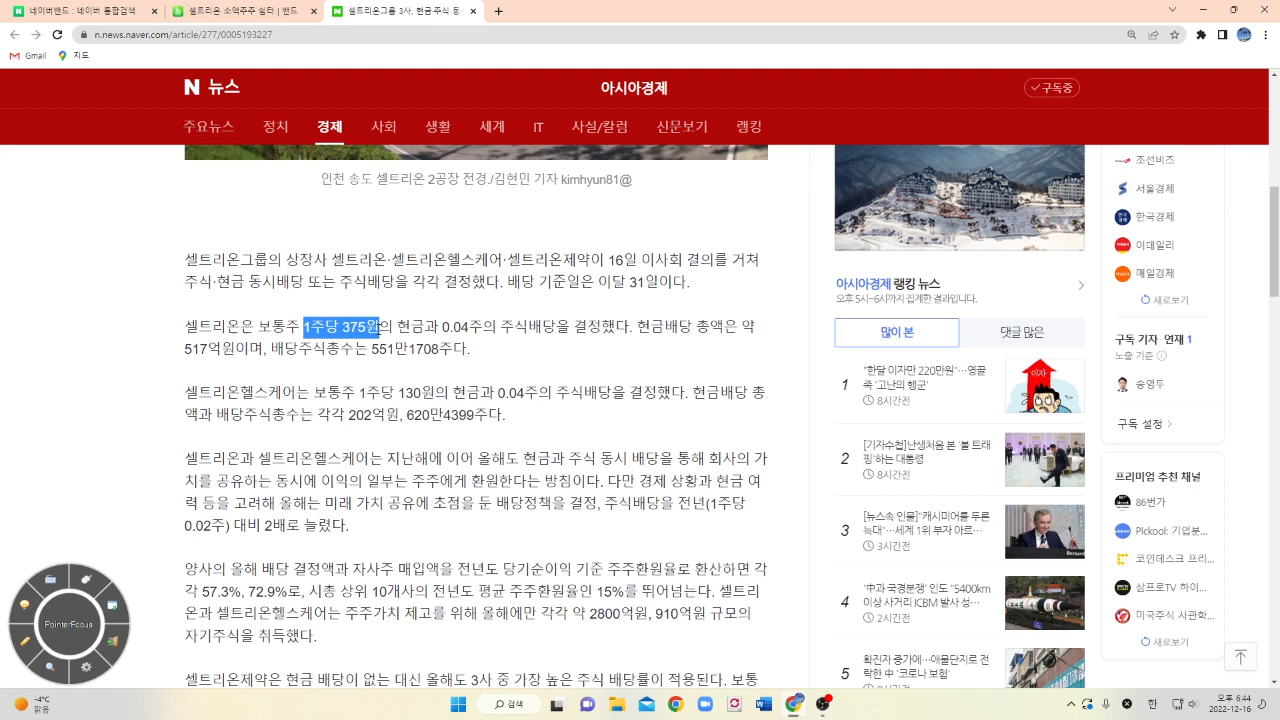 네이버밴드 : 네이버 통합검색
셀트리온 소액주주 쉴터 | 밴드
셀트리온그룹 3사, 현금·주식 동
n.news.naver.com/article/277/0005193227
Gmail
지도
N 뉴스
아시아경제
구독중
주요뉴스 정치 경제 사회 생활 세계 IT 사설/칼럼 신문보기 랭킹
인천 송도 셀트리온 2공장 전경./김현민 기자 kimhyun81@
셀트리온그룹의 상장사 셀트리온·셀트리온헬스케어·셀트리온제약이 16일 이사회 결의를 거쳐
주식·현금 동시배당 또는 주식배당을 각각 결정했다. 배당 기준일은 이달 31일이다.
셀트리온은 보통주 1주당 375원의 현금과 0.04주의 주식배당을 결정했다. 현금배당 총액은 약
517억원이며, 배당주식총수는 551만1708주다.
셀트리온헬스케어는 보통주 1주당 130원의 현금과 0.04주의 주식배당을 결정했다. 현금배당 총
액과 배당주식총수는 각각 202억원, 620만4399주다.
셀트리온과 셀트리온헬스케어는 지난해에 이어 올해도 현금과 주식 동시 배당을 통해 회사의 가
치를 공유하는 동시에 이익의 일부는 주주에게 환원한다는 방침이다. 다만 경제 상황과 현금 여
력 등을 고려해 올해는 미래 가치 공유에 초점을 둔 배당정책을 결정, 주식배당을 전년(1주당
0.02주) 대비 2배로 늘렸다.
양사의 올해 배당 결정액과 자사주 매입액을 전년도 당기순이익 기준 주주환원율로 환산하면 각
각 57.3%, 72.9%로, 시총 상위 10개사의 전년도 평균 주주환원율인 15%를 뛰어넘는다. 셀트리
온과 셀트리온헬스케어는 주주가치 제고를 위해 올해에만 각각 약 2800억원, 910억원 규모의
자기주식을 취득했다.
셀트리온제약은 현금 배당이 없는 대신 올해도 3사 중 가장 높은 주식 배당률이 적용된다. 보통
아시아경제 랭킹 뉴스
오후 5시~6시까지 집계한 결과입니다.
많이 본
댓글 많은
1
"한달 이자만 220만원"…영끌
족 '고난의 행군'
8시간전
2
[기자수첩]난생처음 본 '볼 트래
핑'하는 대통령
8시간전
3
[뉴스속 인물]"캐시미어를 두른
늑대"…세계 1위 부자 아르…
3시간전
4
'中과 국경분쟁' 인도 "5400km
이상 사거리 ICBM 발사 성…
2시간전
5
확진자 증가에…애물단지로 전
락한 中 '코로나 보험'
이자
조선비즈
서울경제
한국경제
이데일리
매일경제
새로보기
구독 기자·연재 1
노출 기준
송영두
구독 설정
프리미엄 추천 채널
86번가
Pickool: 기업분...
코인데스크 프리...
삼프로TV 하이...
미국주식 사관학...
새로보기
PointerFocus
-4°C
맑음
검색
오후 6:44
2022-12-16